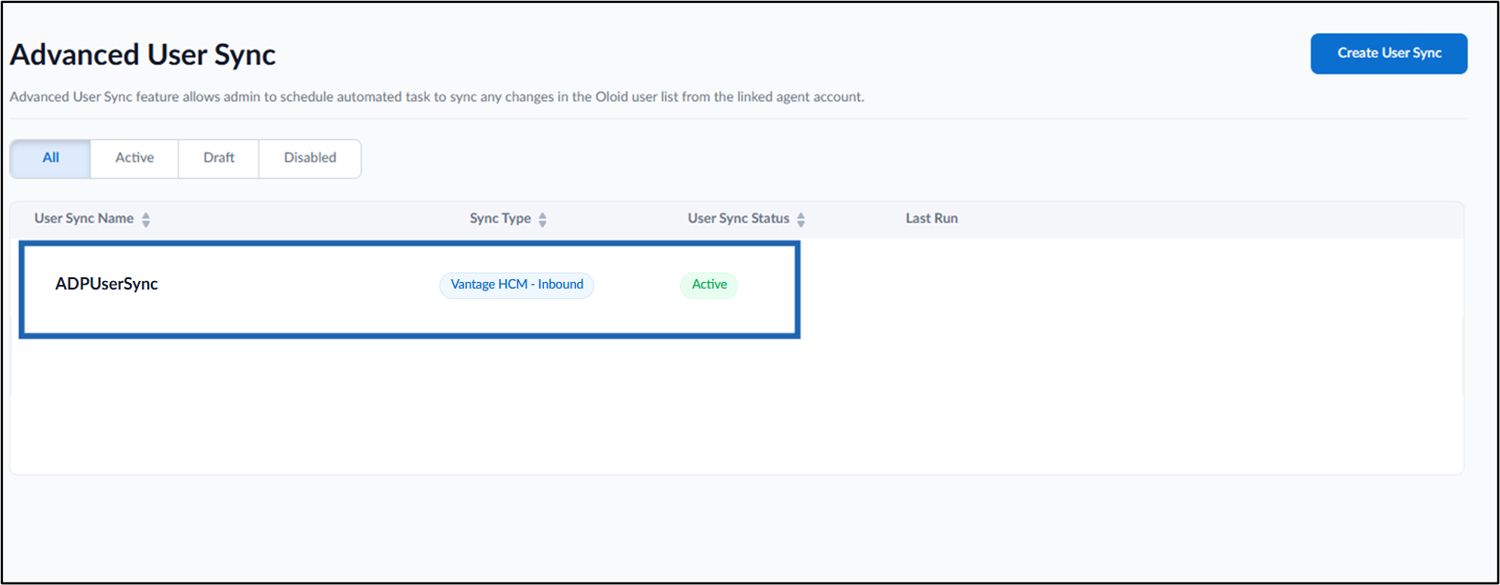 Advanced User Sync
Create User Sync
Advanced User Sync feature allows admin to schedule automated task to sync any changes in the Oloid user list from the linked agent account.
All Active Draft Disabled
User Sync Name Sync Type User Sync Status Last Run
ADPUserSync Vantage HCM - Inbound Active